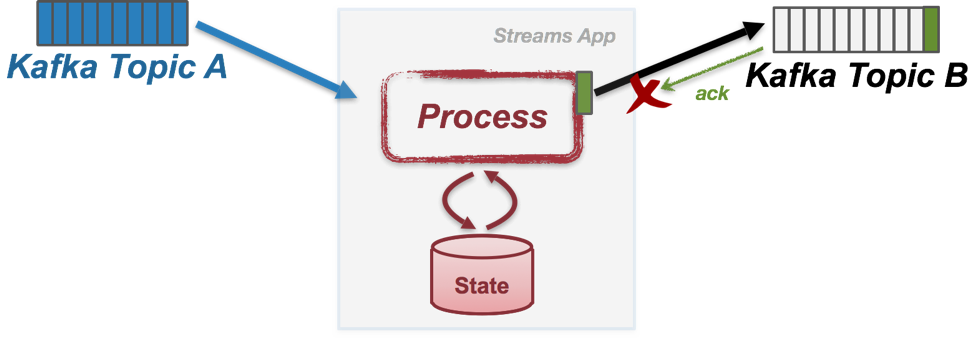 Streams App
Kafka Topic A
Kafka Topic B
ack
Process
State